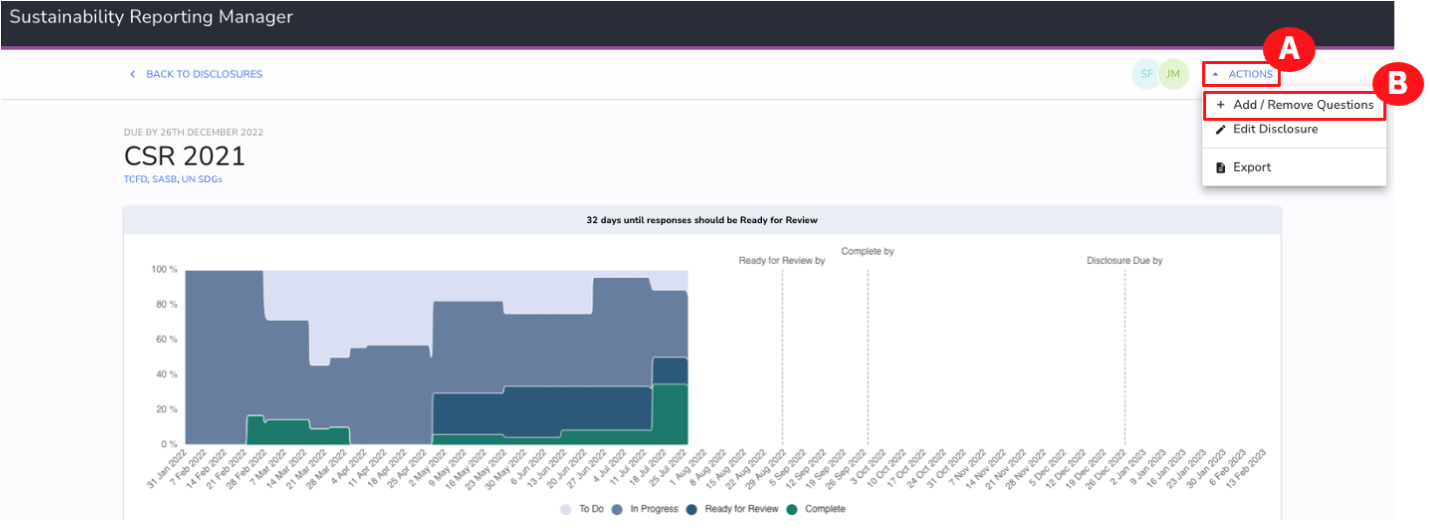 Sustainability Reporting Manager
A
BACK TO DISCLOSURES
SF JM ACTIONS
B
+ Add / Remove Questions
Edit Disclosure
Export
DUE BY 26TH DECEMBER 2022
CSR 2021
TCFD, SASB, UN SDGs
32 days until responses should be Ready for Review
Complete by
Ready for Review by
Disclosure Due by
100 %
80 %
60 %
40 %
20 %
0 %
31 Jan 2022
7 Feb 2022
14 Feb 2022
21 Feb 2022
28 Feb 2022
7 Mar 2022
14 Mar 2022
21 Mar 2022
28 Mar 2022
4 Apr 2022
11 Apr 2022
18 Apr 2022
25 Apr 2022
2 May 2022
9 May 2022
16 May 2022
23 May 2022
30 May 2022
6 Jun 2022
13 Jun 2022
20 Jun 2022
27 Jun 2022
4 Jul 2022
11 Jul 2022
18 Jul 2022
25 Jul 2022
1 Aug 2022
8 Aug 2022
15 Aug 2022
22 Aug 2022
29 Aug 2022
5 Sep 2022
12 Sep 2022
19 Sep 2022
26 Sep 2022
3 Oct 2022
10 Oct 2022
17 Oct 2022
24 Oct 2022
31 Oct 2022
7 Nov 2022
14 Nov 2022
21 Nov 2022
28 Nov 2022
5 Dec 2022
12 Dec 2022
19 Dec 2022
26 Dec 2022
2 Jan 2023
9 Jan 2023
16 Jan 2023
23 Jan 2023
30 Jan 2023
6 Feb 2023
13 Feb 2023
To Do In Progress Ready for Review Complete